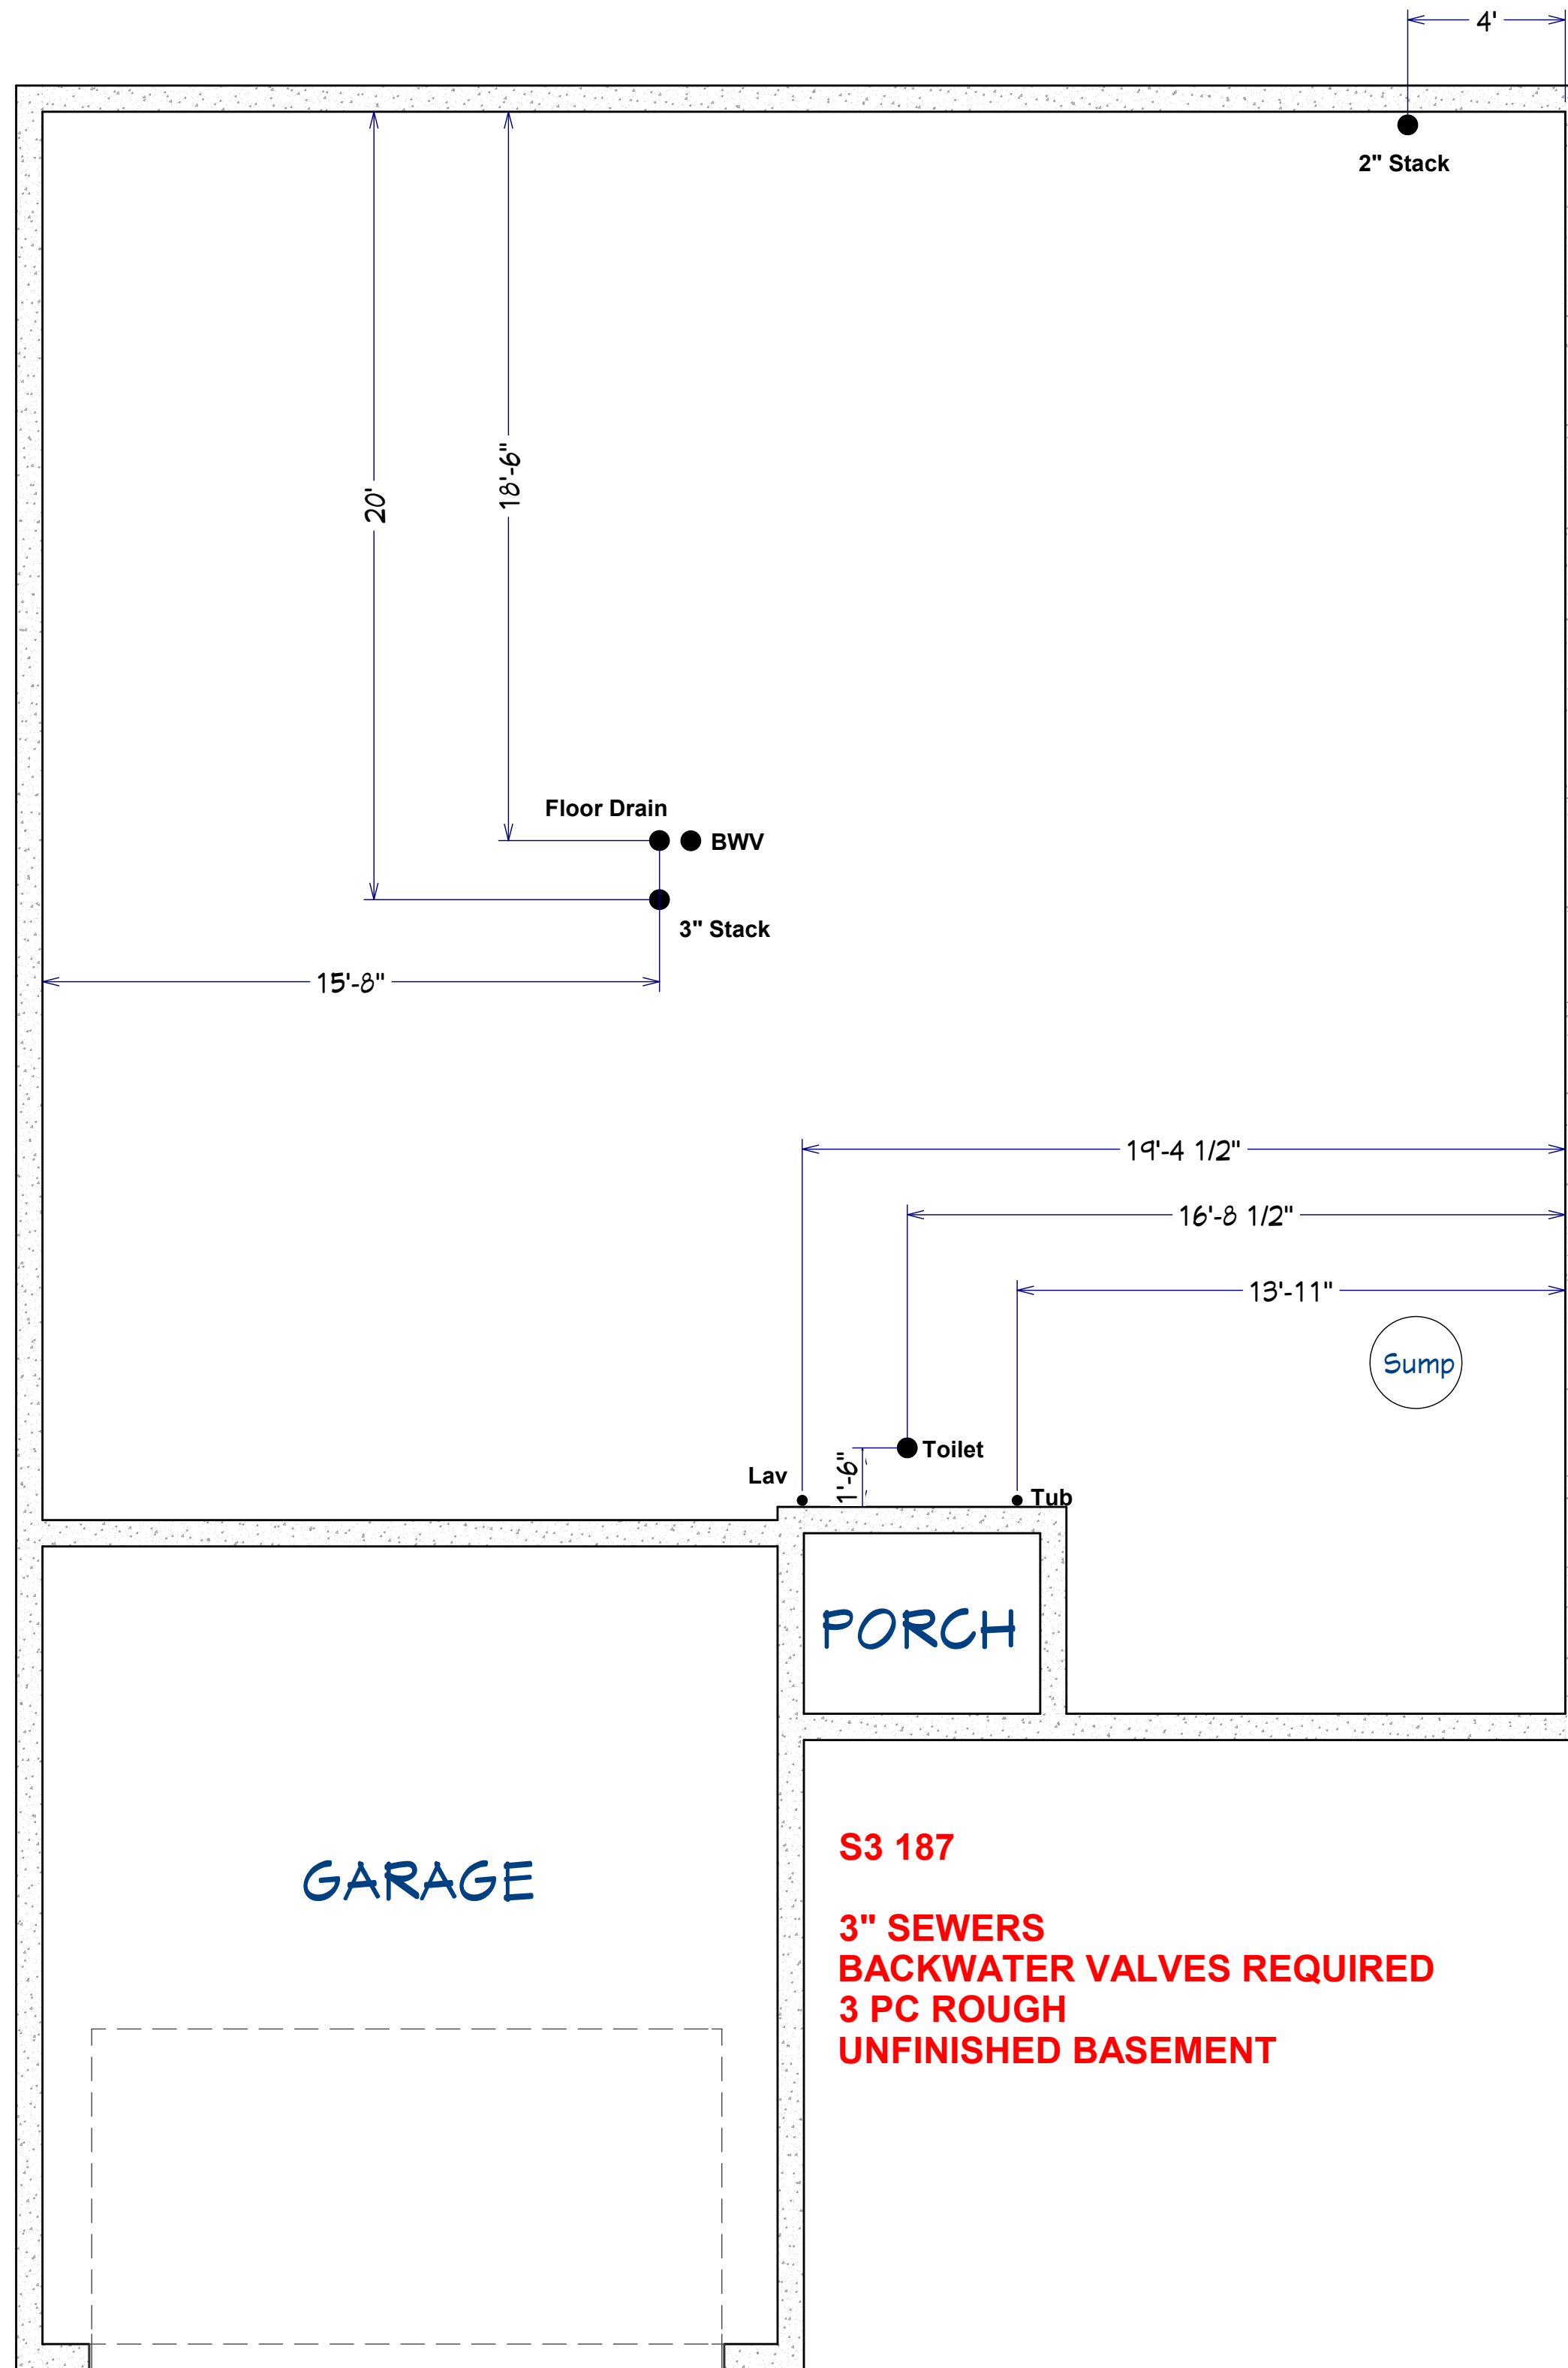 4'
2" Stack
20'
18'-6"
Floor Drain
BWV
3" Stack
15'-8"
19'-4 1/2"
16'-8 1/2"
13'-11"
Sump
1'-6"
Toilet
Lav
Tub
PORCH
GARAGE
S3 187
3" SEWERS
BACKWATER VALVES REQUIRED
3 PC ROUGH
UNFINISHED BASEMENT